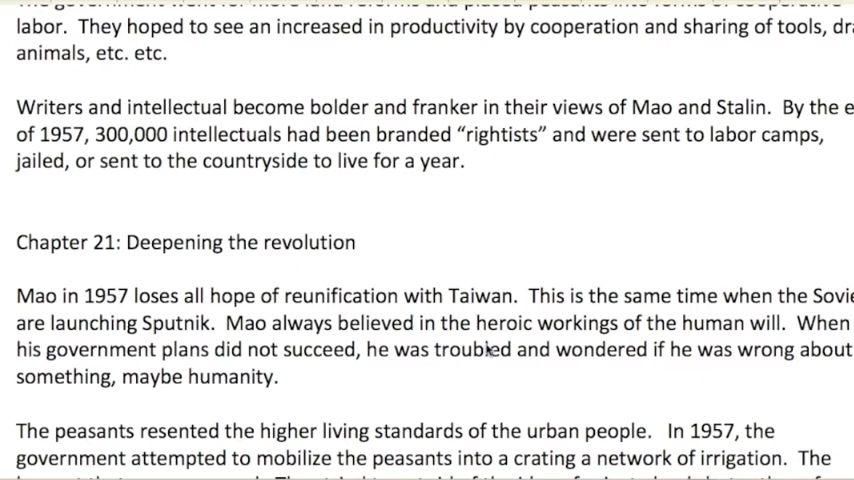 labor. They hoped to see an increased in productivity by cooperation and sharing of tools,
animals, etc. etc.
Writers and intellectual become bolder and franker in their views of Mao and Stalin. By the
of 1957, 300,000 intellectuals had been branded “rightists” and were sent to labor camps,
jailed, or sent to the countryside to live for a year.
Chapter 21: Deepening the revolution
Mao in 1957 loses all hope of reunification with Taiwan. This is the same time when the
are launching Sputnik. Mao always believed in the heroic workings of the human will. When
his government plans did not succeed, he was troubled and wondered if he was wrong about
something, maybe humanity.
The peasants resented the higher living standards of the urban people. In 1957, the
government attempted to mobilize the peasants into a crating a network of irrigation. The